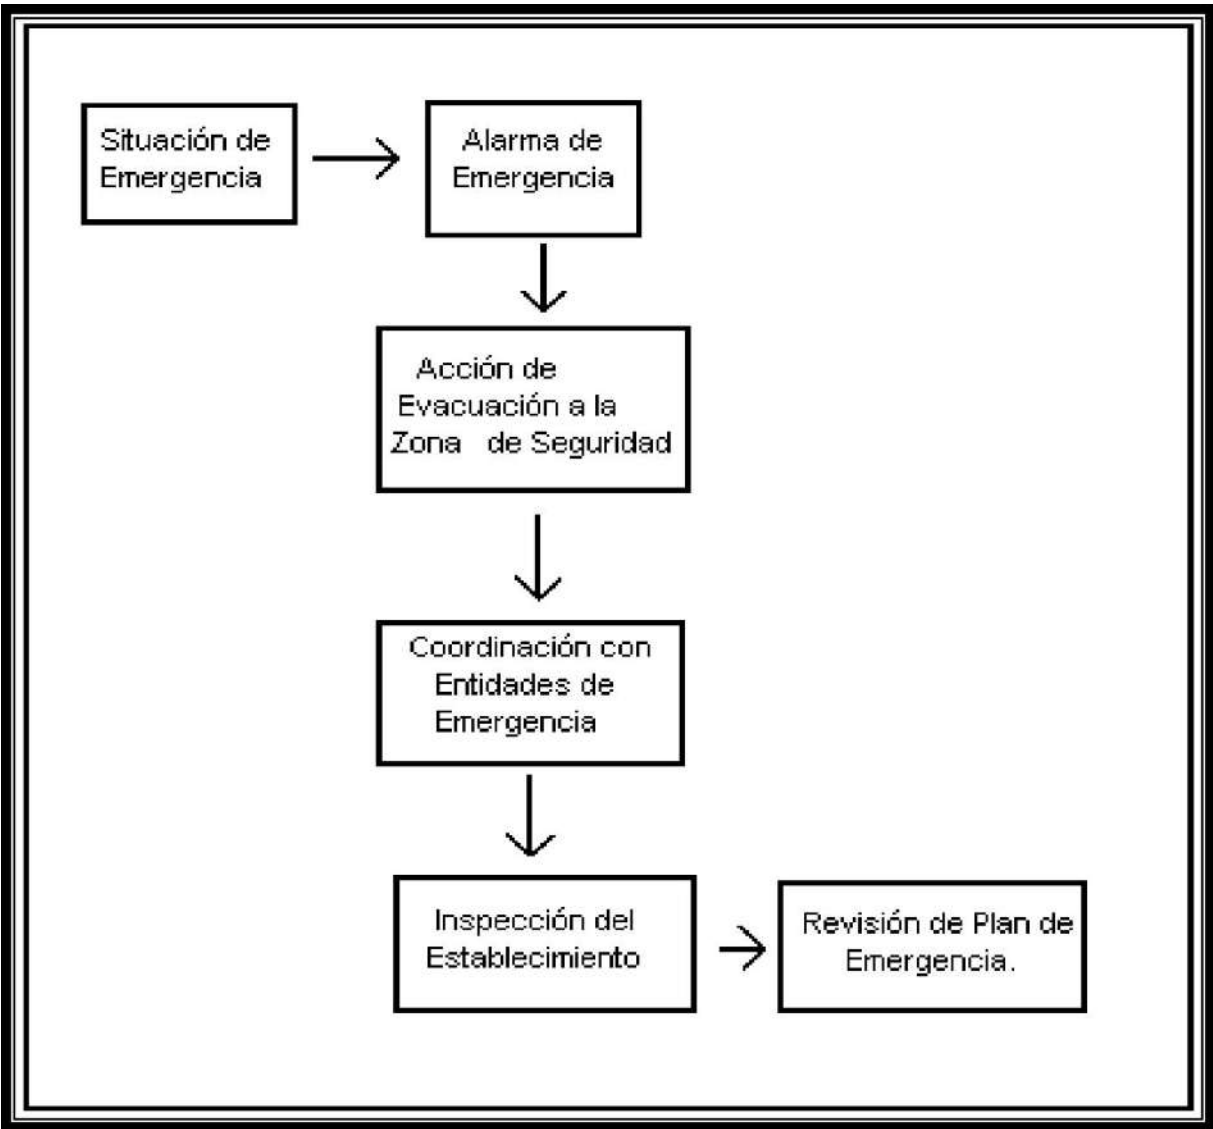 Situación de
Emergencia
Alarma de
Emergencia
Acción de
Evacuación a la
Zona de Seguridad
Coordinación con
Entidades de
Emergencia
Inspección del
Establecimiento
Revisión de Plan de
Emergencia.